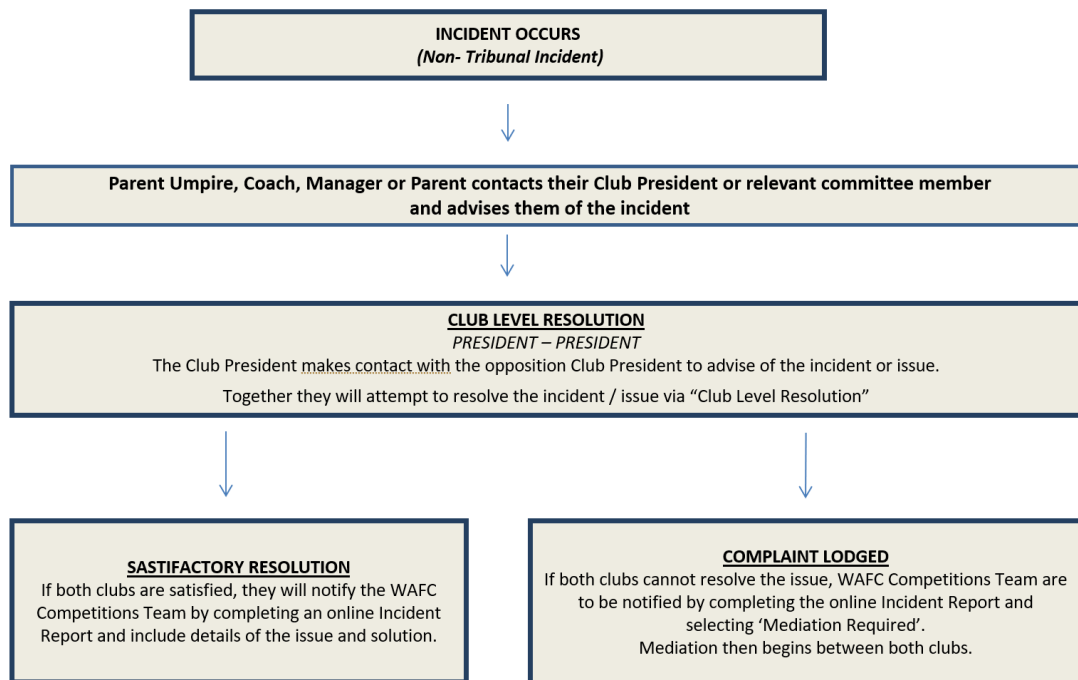 INCIDENT OCCURS
(Non- Tribunal Incident)
Parent Umpire, Coach, Manager or Parent contacts their Club President or relevant committee member
and advises them of the incident
CLUB LEVEL RESOLUTION
PRESIDENT – PRESIDENT
The Club President makes contact with the opposition Club President to advise of the incident or issue.
Together they will attempt to resolve the incident / issue via “Club Level Resolution”
SASTIFACTORY RESOLUTION
If both clubs are satisfied, they will notify the WAFC
Competitions Team by completing an online Incident
Report and include details of the issue and solution.
COMPLAINT LODGED
If both clubs cannot resolve the issue, WAFC Competitions Team are
to be notified by completing the online Incident Report and
selecting ‘Mediation Required’.
Mediation then begins between both clubs.